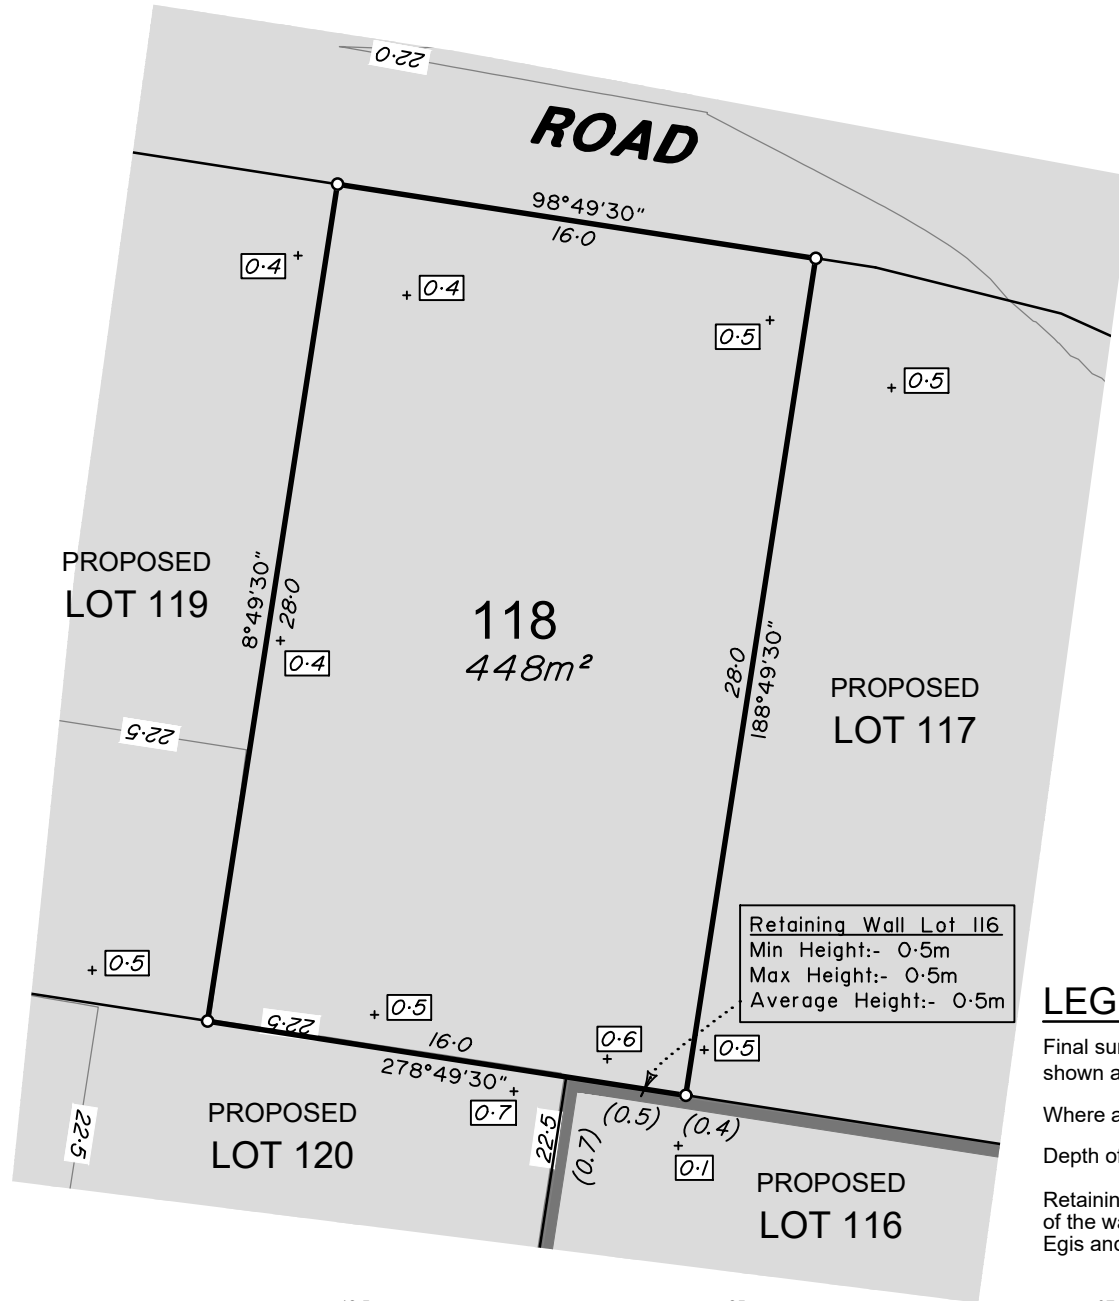 22·0
ROAD
98°49'30"
16·0
0·4
0·4
0·5
0·5
PROPOSED
LOT 119
8°49'30"
28·0
0·4
118
448m²
28·0
188°49'30"
PROPOSED
LOT 117
22·5
Retaining Wall Lot 116
Min Height:- 0·5m
Max Height:- 0·5m
Average Height:- 0·5m
0·5
22·5
0·5
16·0
278°49'30"
0·6
0·5
0·7
22·5
22·5
(0.7)
(0.5)
(0.4)
0·1
PROPOSED
LOT 120
PROPOSED
LOT 116
LEG
Final su
shown a
Where a
Depth of
Retainin
of the wa
Egis and